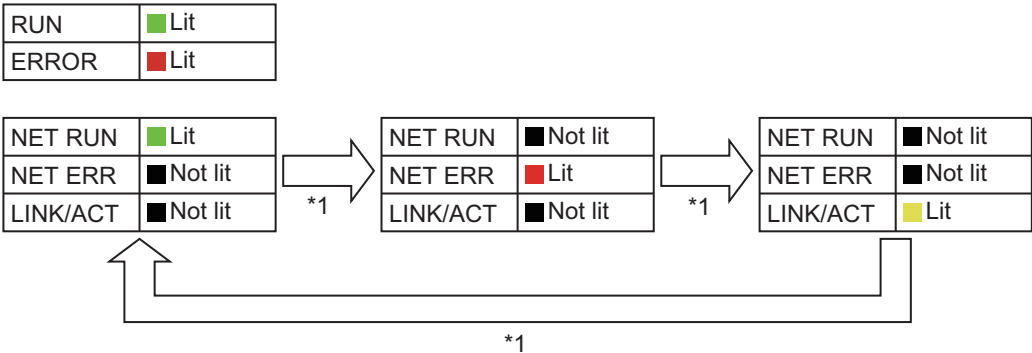 RUN Lit
ERROR Lit
NET RUN Lit
NET ERR Not lit
LINK/ACT Not lit
*1
NET RUN Not lit
NET ERR Lit
LINK/ACT Not lit
*1
NET RUN Not lit
NET ERR Not lit
LINK/ACT Lit
*1